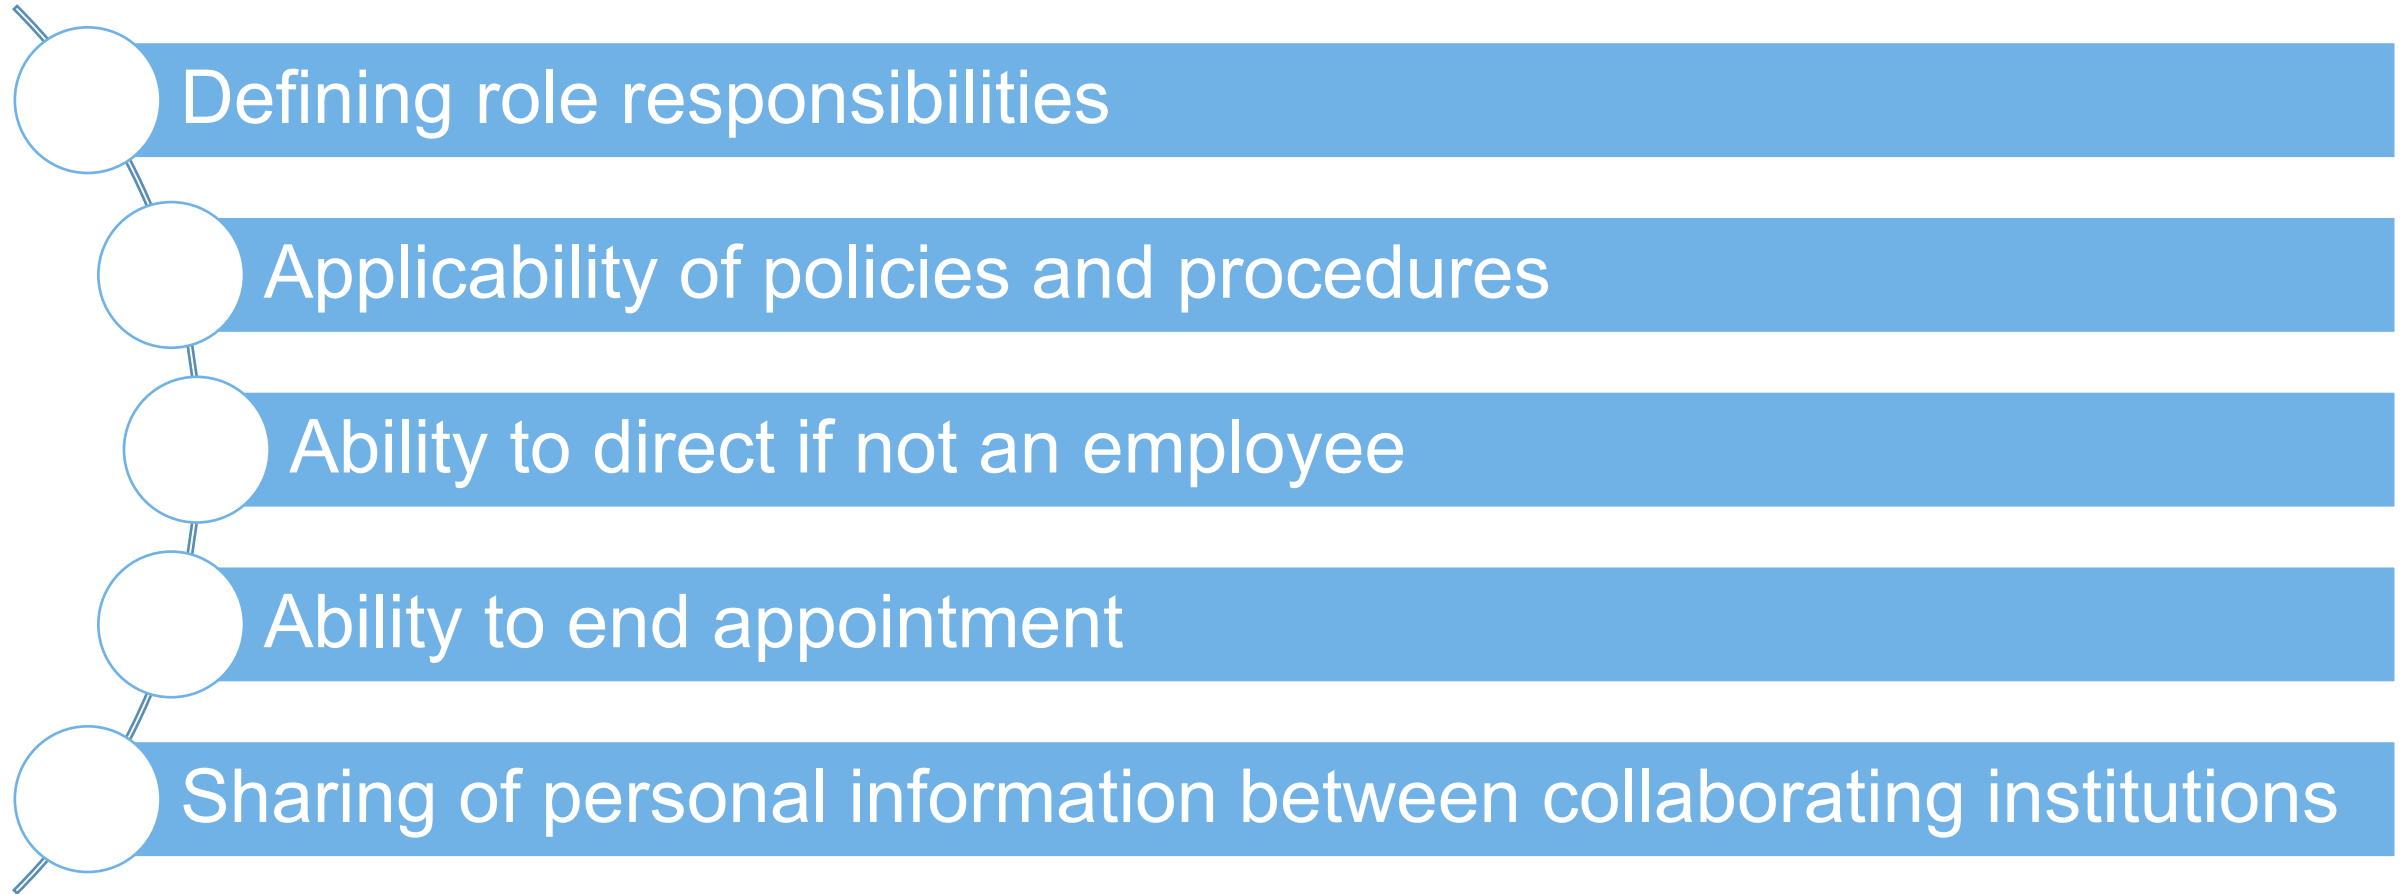 Defining role responsibilities
Applicability of policies and procedures
Ability to direct if not an employee
Ability to end appointment
Sharing of personal information between collaborating institutions